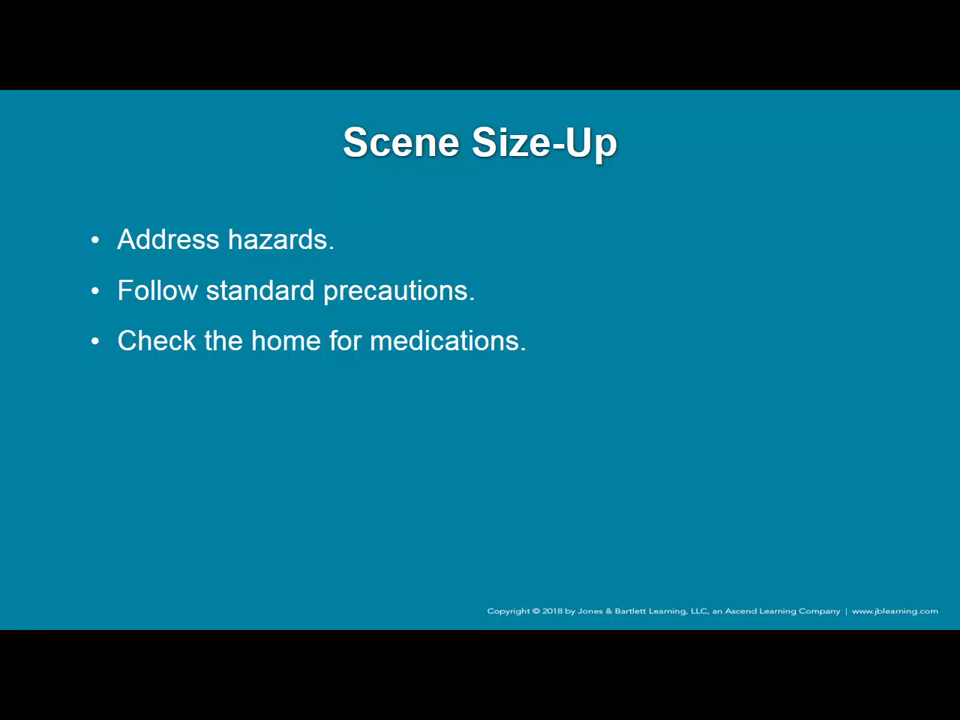 Scene Size-Up
• Address hazards.
• Follow standard precautions.
• Check the home for medications.
Copyright © 2018 by Jones & Bartlett Learning, LLC, an Ascend Learning Company | www.jblearning.com